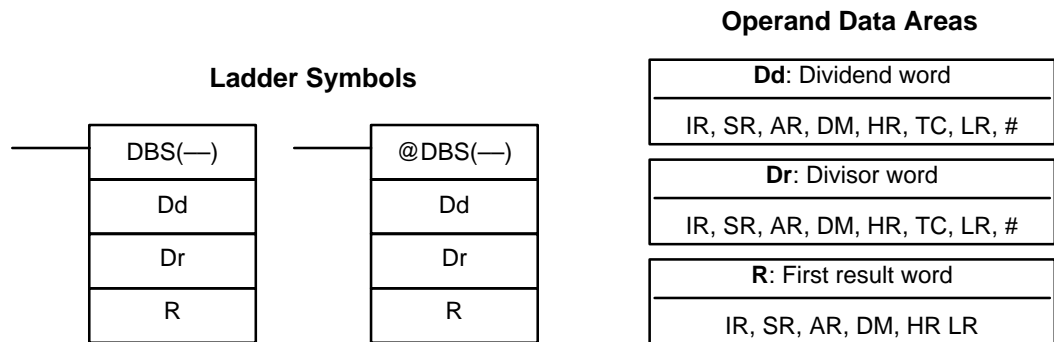 Ladder Symbols
DBS(—)
Dd
Dr
R
@DBS(—)
Dd
Dr
R
Operand Data Areas
Dd: Dividend word
IR, SR, AR, DM, HR, TC, LR, #
Dr: Divisor word
IR, SR, AR, DM, HR, TC, LR, #
R: First result word
IR, SR, AR, DM, HR LR